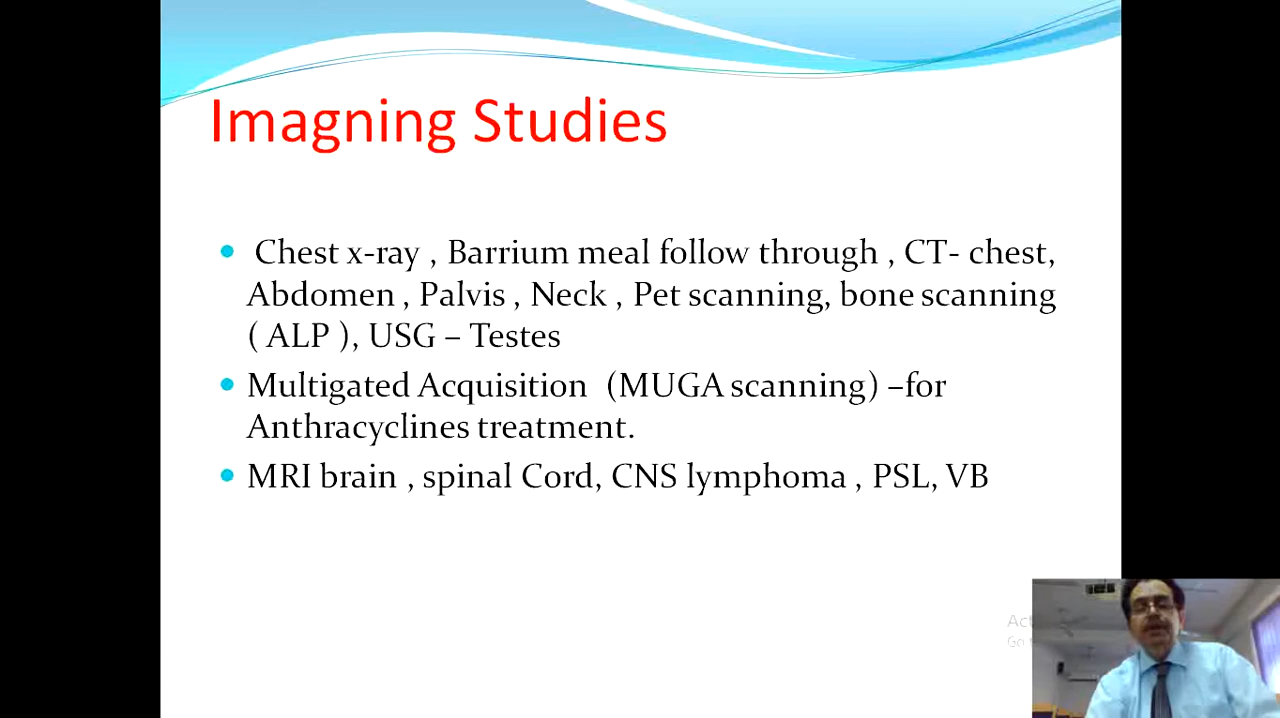 Imagning Studies
Chest x-ray , Barrium meal follow through , CT- chest,
Abdomen , Palvis , Neck , Pet scanning, bone scanning
( ALP ), USG – Testes
Multigated Acquisition (MUGA scanning) –for
Anthracyclines treatment.
MRI brain , spinal Cord, CNS lymphoma , PSL, VB